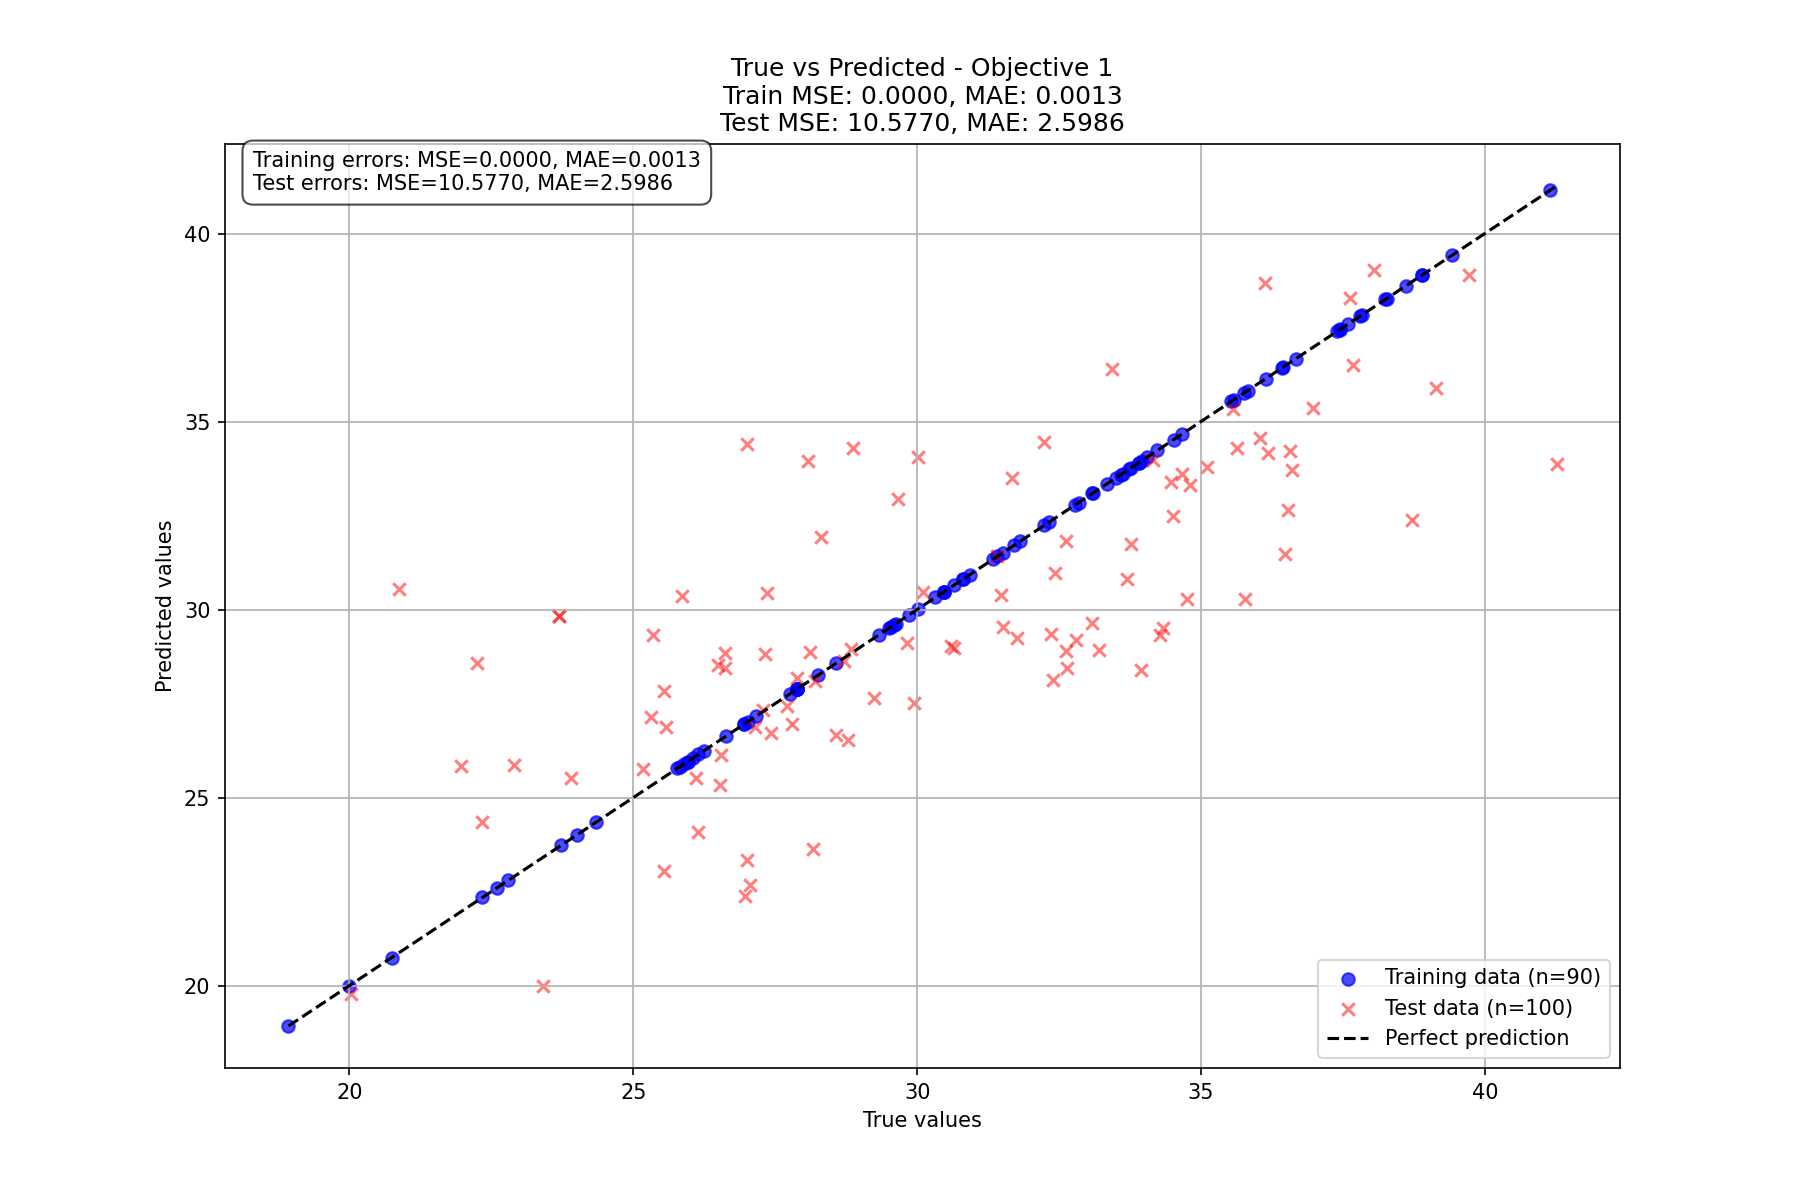 True vs Predicted - Objective 1
Train MSE: 0.0000, MAE: 0.0013
Test MSE: 10.5770, MAE: 2.5986
Training errors: MSE=0.0000, MAE=0.0013
Test errors: MSE=10.5770, MAE=2.5986
Predicted values
40
35
30
25
20
Training data (n=90)
Test data (n=100)
Perfect prediction
20 25 30 35 40
True values